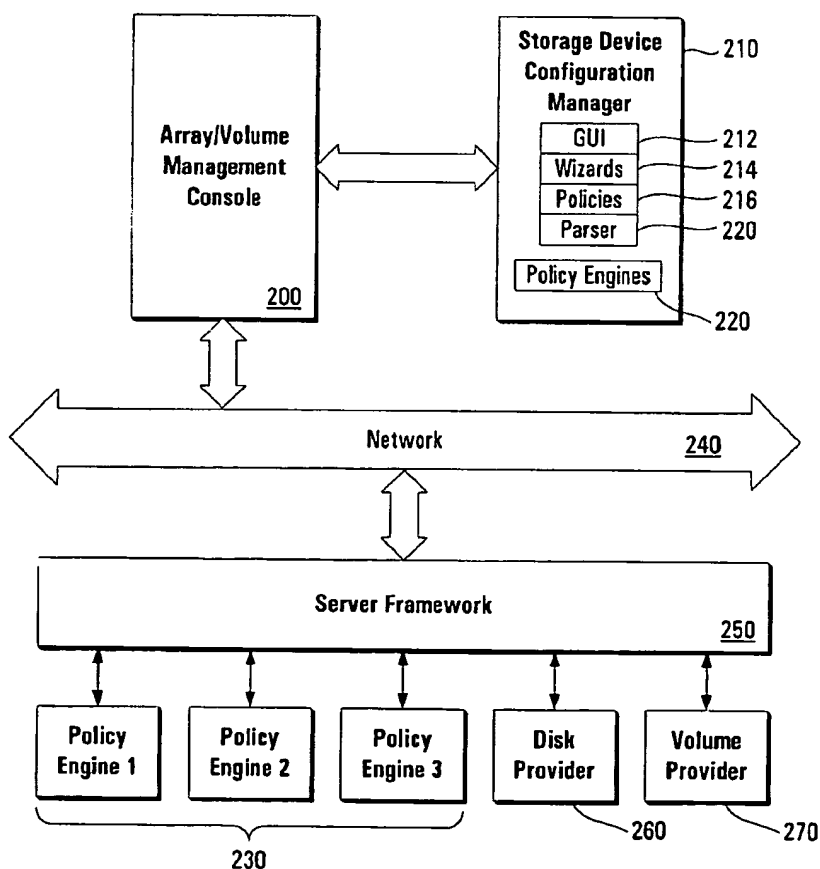 Array/Volume
Management
Console
200
Storage Device
Configuration
Manager
210
GUI
212
Wizards
214
Policies
216
Parser
220
Policy Engines
220
Network
240
Server Framework
250
Policy
Engine 1
Policy
Engine 2
Policy
Engine 3
Disk
Provider
Volume
Provider
230
260
270